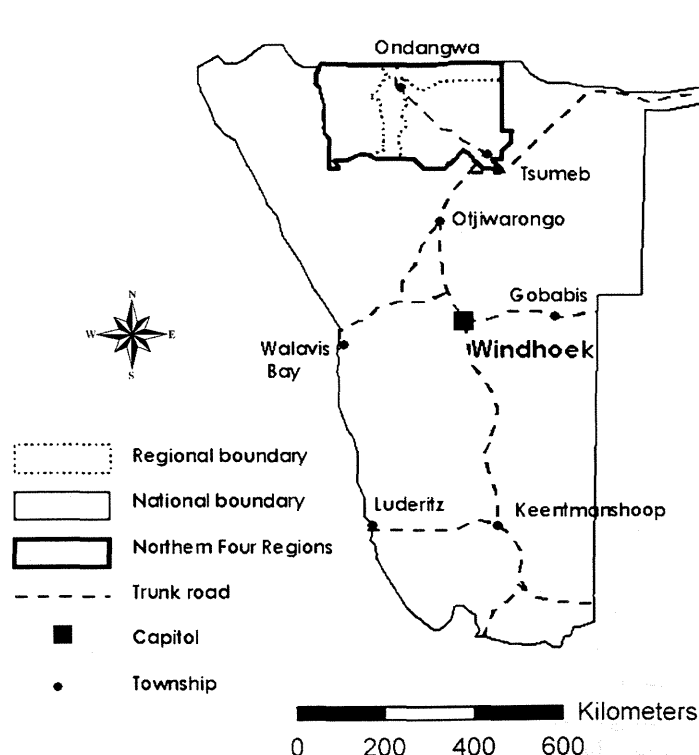 Ondangwa
Tsumeb
Otjiwarongo
Gobabis
N
W E
S
Walavis
Bay
Windhoek
Regional boundary
National boundary
Luderitz
Keentmanshoop
Northern Four Regions
Trunk road
Capitol
Township
Kilometers
0 200 400 600